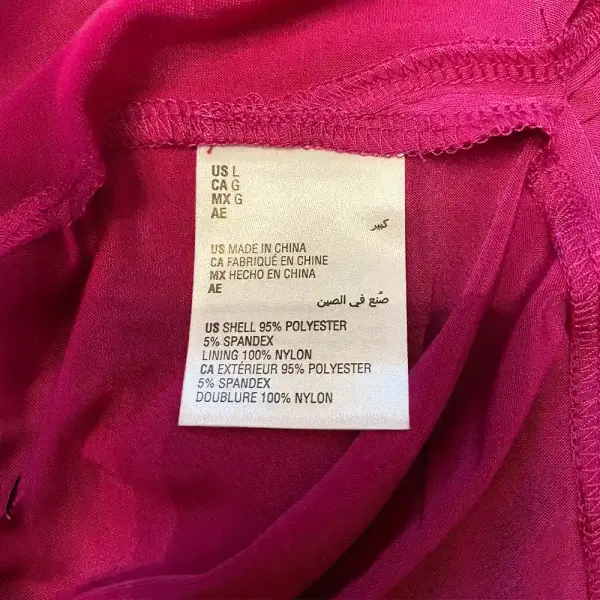 US L
CA G
MX G
AE
كبير
US MADE IN CHINA
CA FABRIQUÉ EN CHINE
MX HECHO EN CHINA
AE
صُنع في الصين
US SHELL 95% POLYESTER
5% SPANDEX
LINING 100% NYLON
CA EXTÉRIEUR 95% POLYESTER
5% SPANDEX
DOUBLURE 100% NYLON